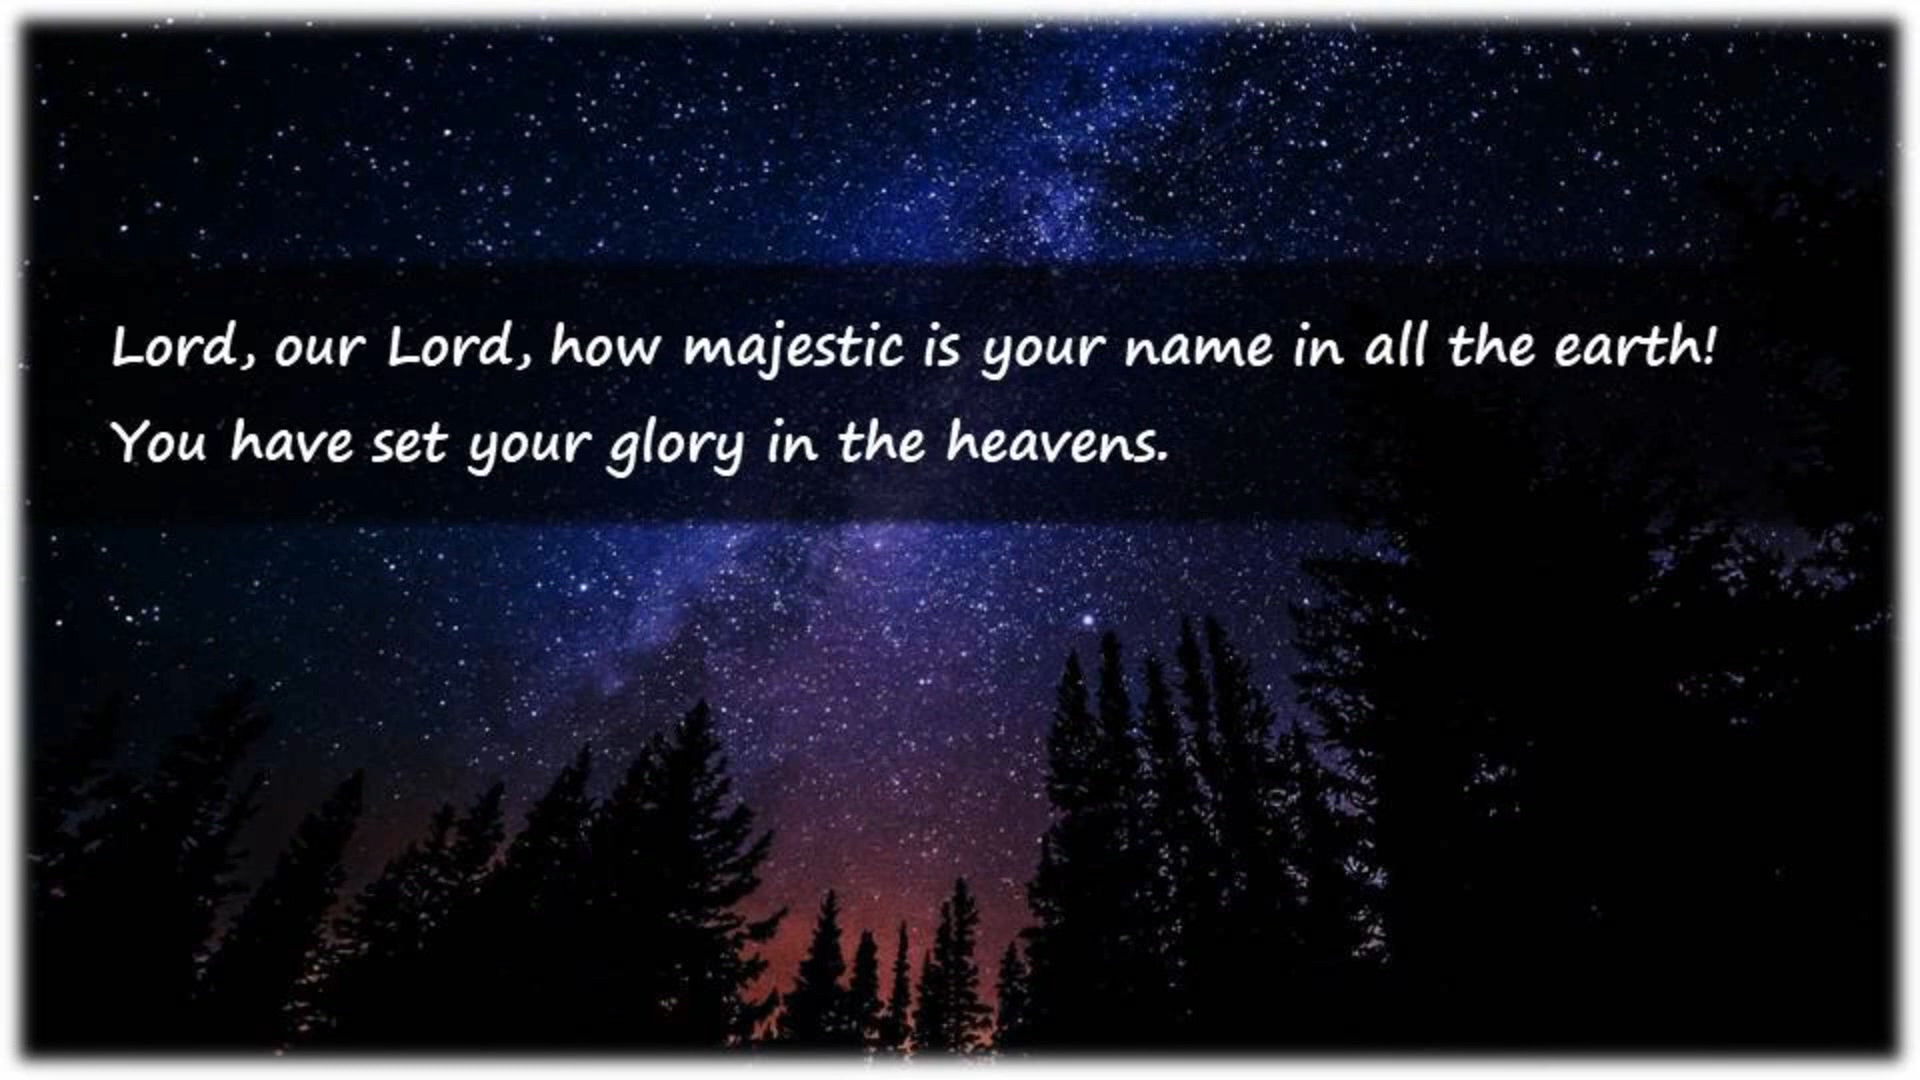 Lord, our Lord, how majestic is your name in all the earth!
You have set your glory in the heavens.